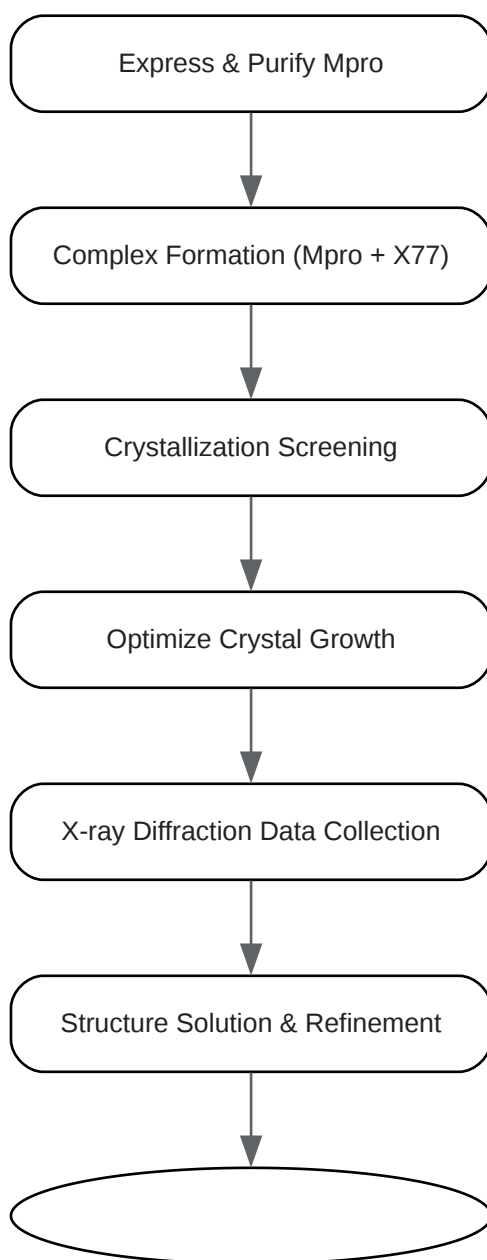 Express & Purify Mpro
Complex Formation (Mpro + X77)
Crystallization Screening
Optimize Crystal Growth
X-ray Diffraction Data Collection
Structure Solution & Refinement